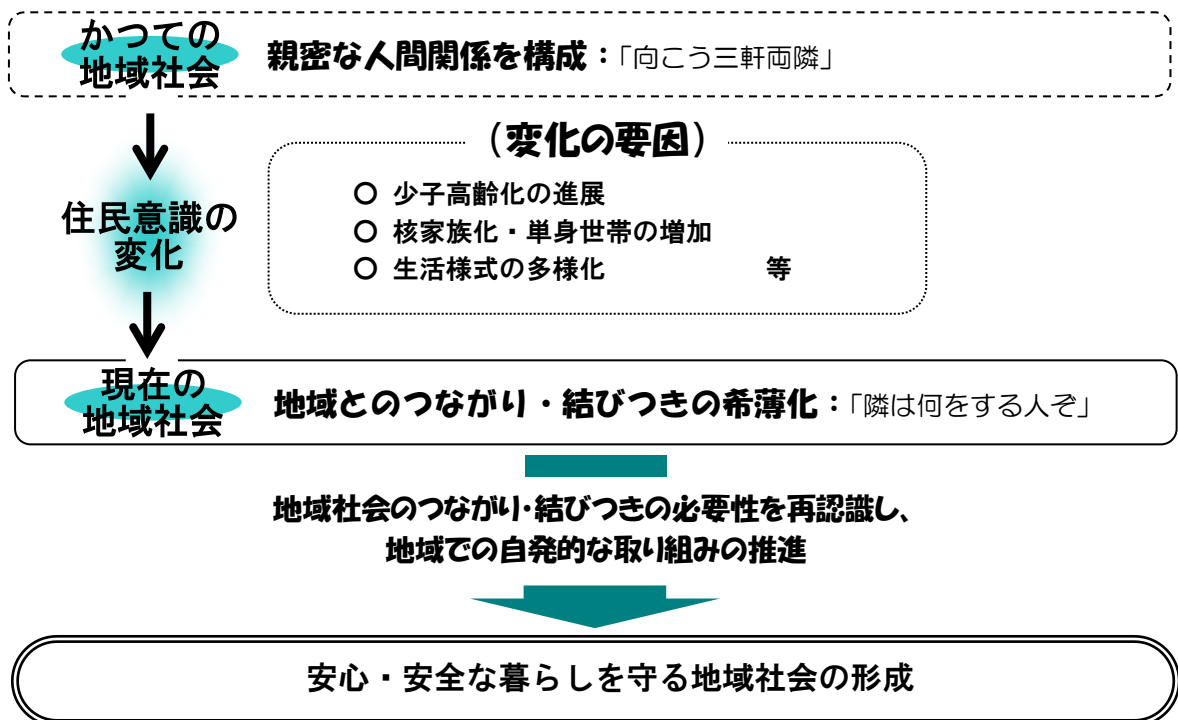 かつての
地域社会
親密な人間関係を構成：「向こう三軒両隣」
（変化の要因）
○ 少子高齢化の進展
○ 核家族化・単身世帯の増加
○ 生活様式の多様化 等
住民意識の
変化
現在の
地域社会
地域とのつながり・結びつきの希薄化：「隣は何をする人ぞ」
地域社会のつながり・結びつきの必要性を再認識し、
地域での自発的な取り組みの推進
安心・安全な暮らしを守る地域社会の形成